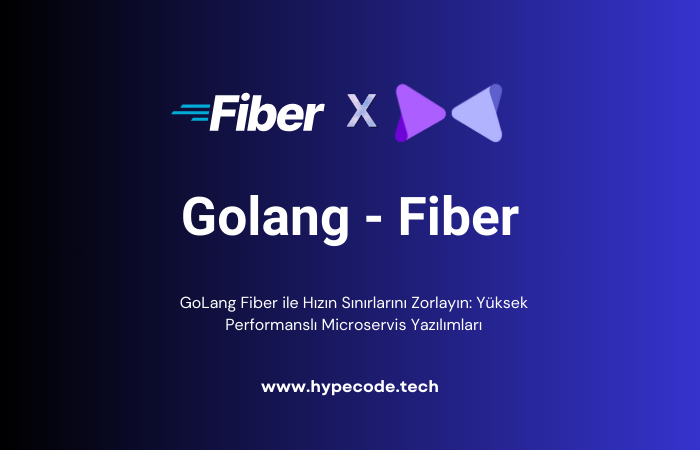 Fiber X
Golang - Fiber
GoLang Fiber ile Hızın Sınırlarını Zorlayın: Yüksek
Performanslı Microservis Yazılımları
www.hypecode.tech